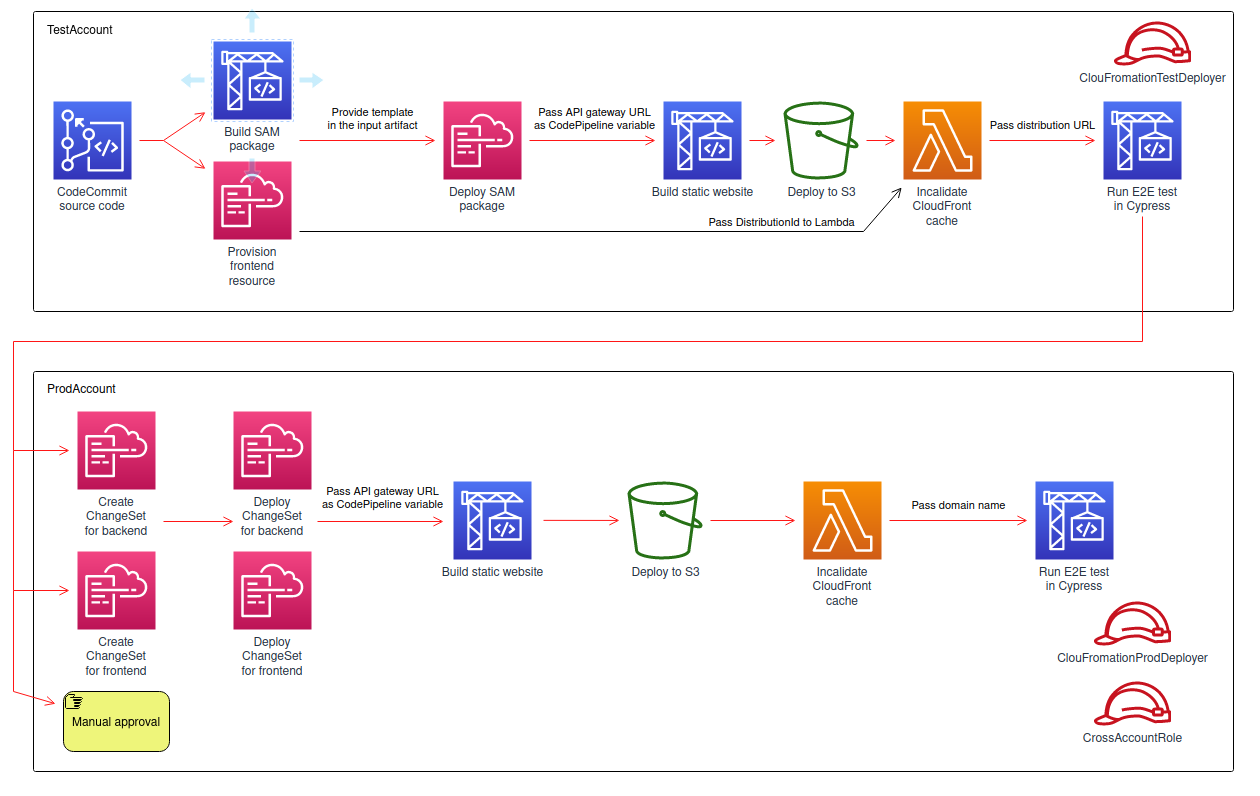 TestAccount
ClouFromationTestDeployer
CodeCommit
source code
Build SAM
package
Provision
frontend
resource
Provide template
in the input artifact
Deploy SAM
package
Pass API gateway URL
as CodePipeline variable
Build static website
Deploy to S3
Pass DistributionId to Lambda
Incalidate
CloudFront
cache
Pass distribution URL
Run E2E test
in Cypress
ProdAccount
Create
ChangeSet
for backend
Deploy
ChangeSet
for backend
Create
ChangeSet
for frontend
Deploy
ChangeSet
for frontend
Manual approval
Pass API gateway URL
as CodePipeline variable
Build static website
Deploy to S3
Incalidate
CloudFront
cache
Pass domain name
Run E2E test
in Cypress
ClouFromationProdDeployer
CrossAccountRole